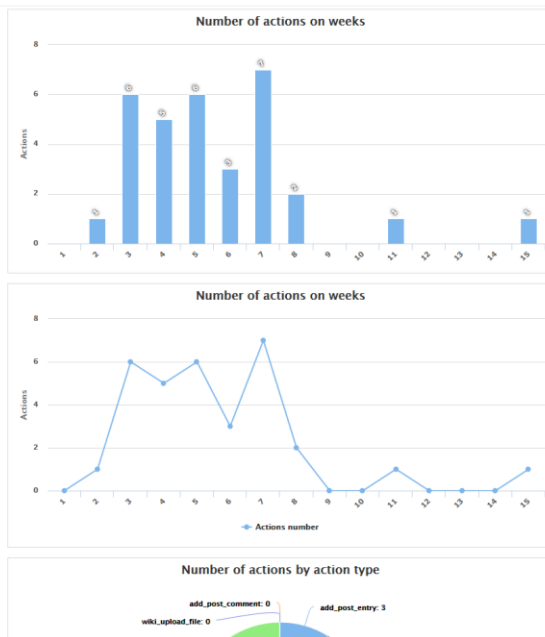 Number of actions on weeks
8
6
4
2
0
Actions
1
6
5
6
3
7
2
1
1
1 2 3 4 5 6 7 8 9 10 11 12 13 14 15
Number of actions on weeks
8
6
4
2
0
Actions
1 2 3 4 5 6 7 8 9 10 11 12 13 14 15
Actions number
Number of actions by action type
add_post_comment: 0
add_post_entry: 3
wiki_upload_file: 0